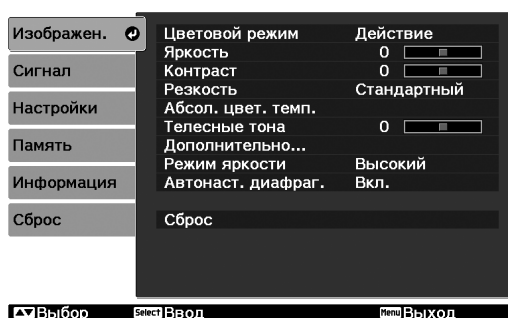 Изображен.
Сигнал
Настройки
Память
Информация
Сброс
Цветовой режим Действие
Яркость 0
Контраст 0
Резкость Стандартный
Абсол. цвет. темп.
Телесные тона 0
Дополнительно...
Режим яркости Высокий
Автонаст. диафраг. Вкл.
Сброс
Выбор Select Ввод Menu Выход